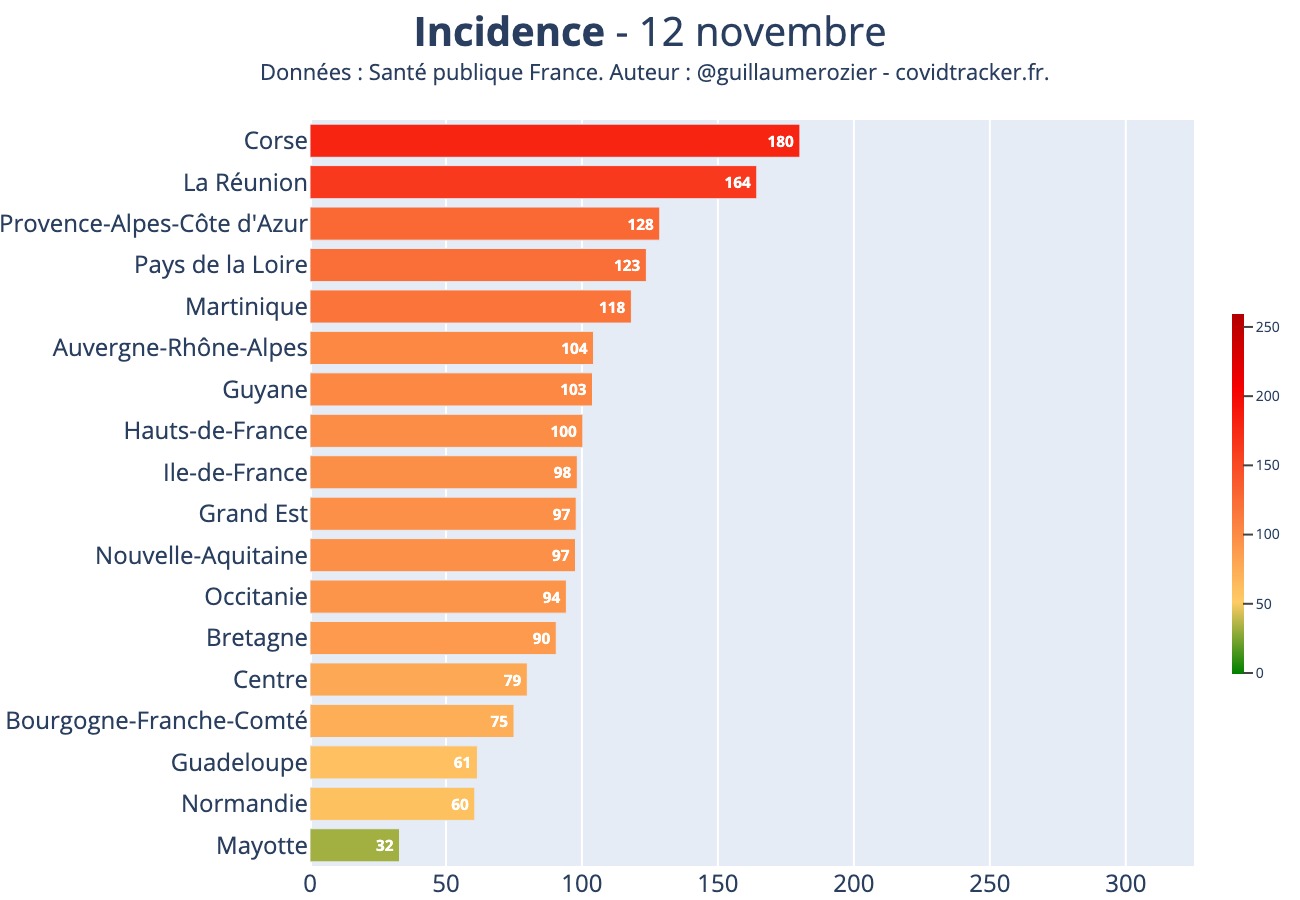 Incidence - 12 novembre
Données : Santé publique France. Auteur : @guillaumerozier - covidtracker.fr.
Corse 180
La Réunion 164
Provence-Alpes-Côte d'Azur 128
Pays de la Loire 123
Martinique 118
Auvergne-Rhône-Alpes 104
Guyane 103
Hauts-de-France 100
Ile-de-France 98
Grand Est 97
Nouvelle-Aquitaine 97
Occitanie 94
Bretagne 90
Centre 79
Bourgogne-Franche-Comté 75
Guadeloupe 61
Normandie 60
Mayotte 32
0 50 100 150 200 250 300
250
200
150
100
50
0